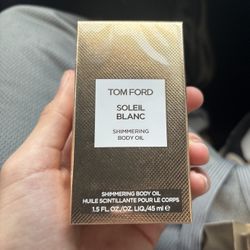 TOM FORD
SOLEIL
BLANC
SHIMMERING
BODY OIL
SHIMMERING BODY OIL
HUILE SCINTILLANTE POUR LE CORPS
1.5 FL.OZ./OZ. LIQ./45 ml ℮